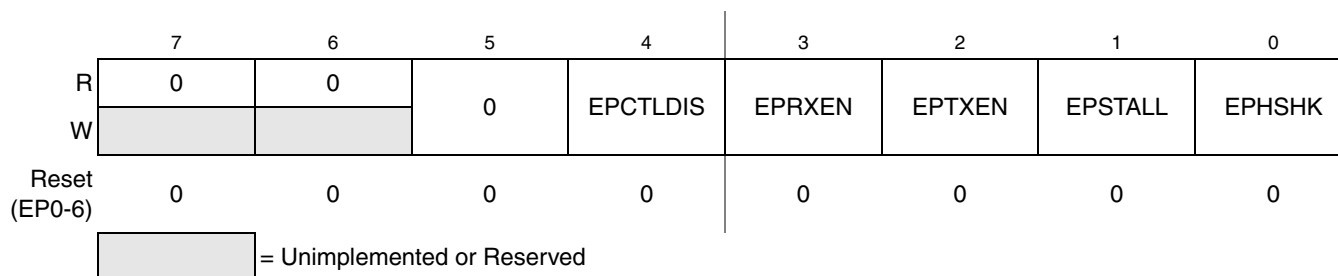 7 6 5 4 3 2 1 0
R 0 0 0 EPCTLDIS EPRXEN EPTXEN EPSTALL EPHSHK
W
Reset
(EP0-6) 0 0 0 0 0 0 0 0
= Unimplemented or Reserved